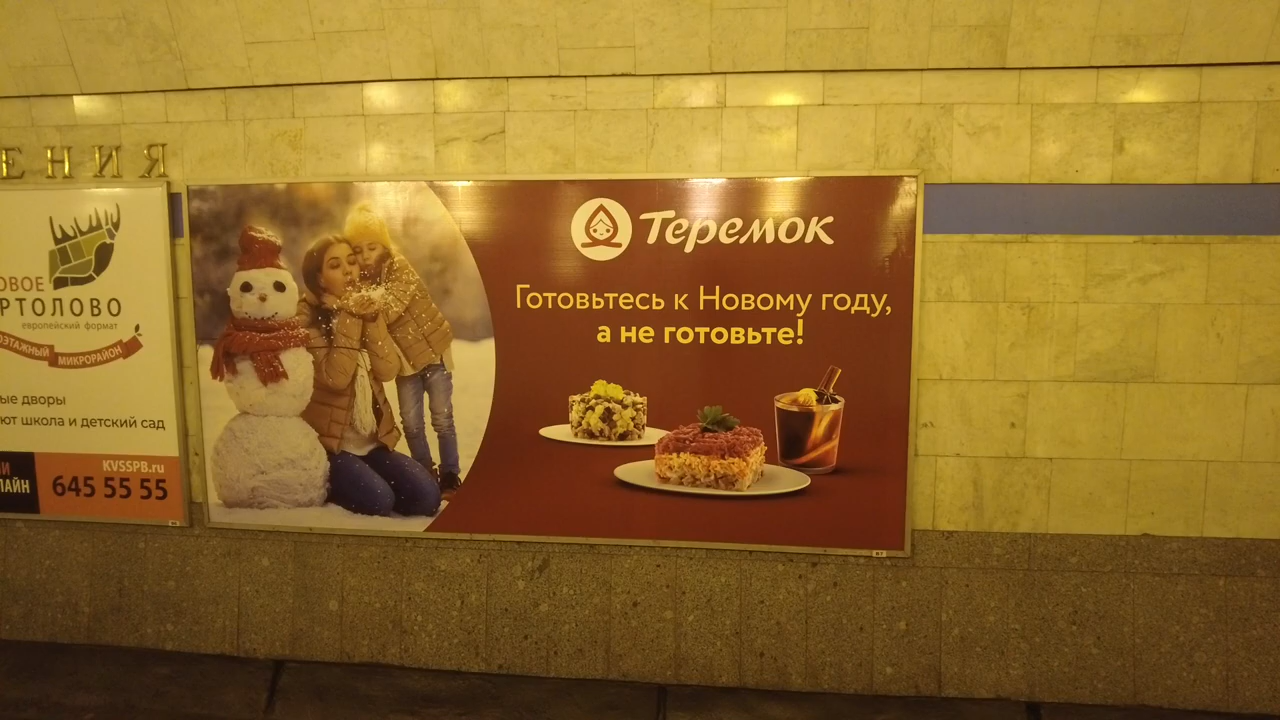 ЕНИЯ
ОВОЕ
РТОЛОВО
европейский формат
ОЭТАЖНЫЙ МИКРОРАЙОН
ые дворы
ют школа и детский сад
И
ЛАЙН
KVSSPB.ru
645 55 55
Теремок
Готовьтесь к Новому году,
а не готовьте!